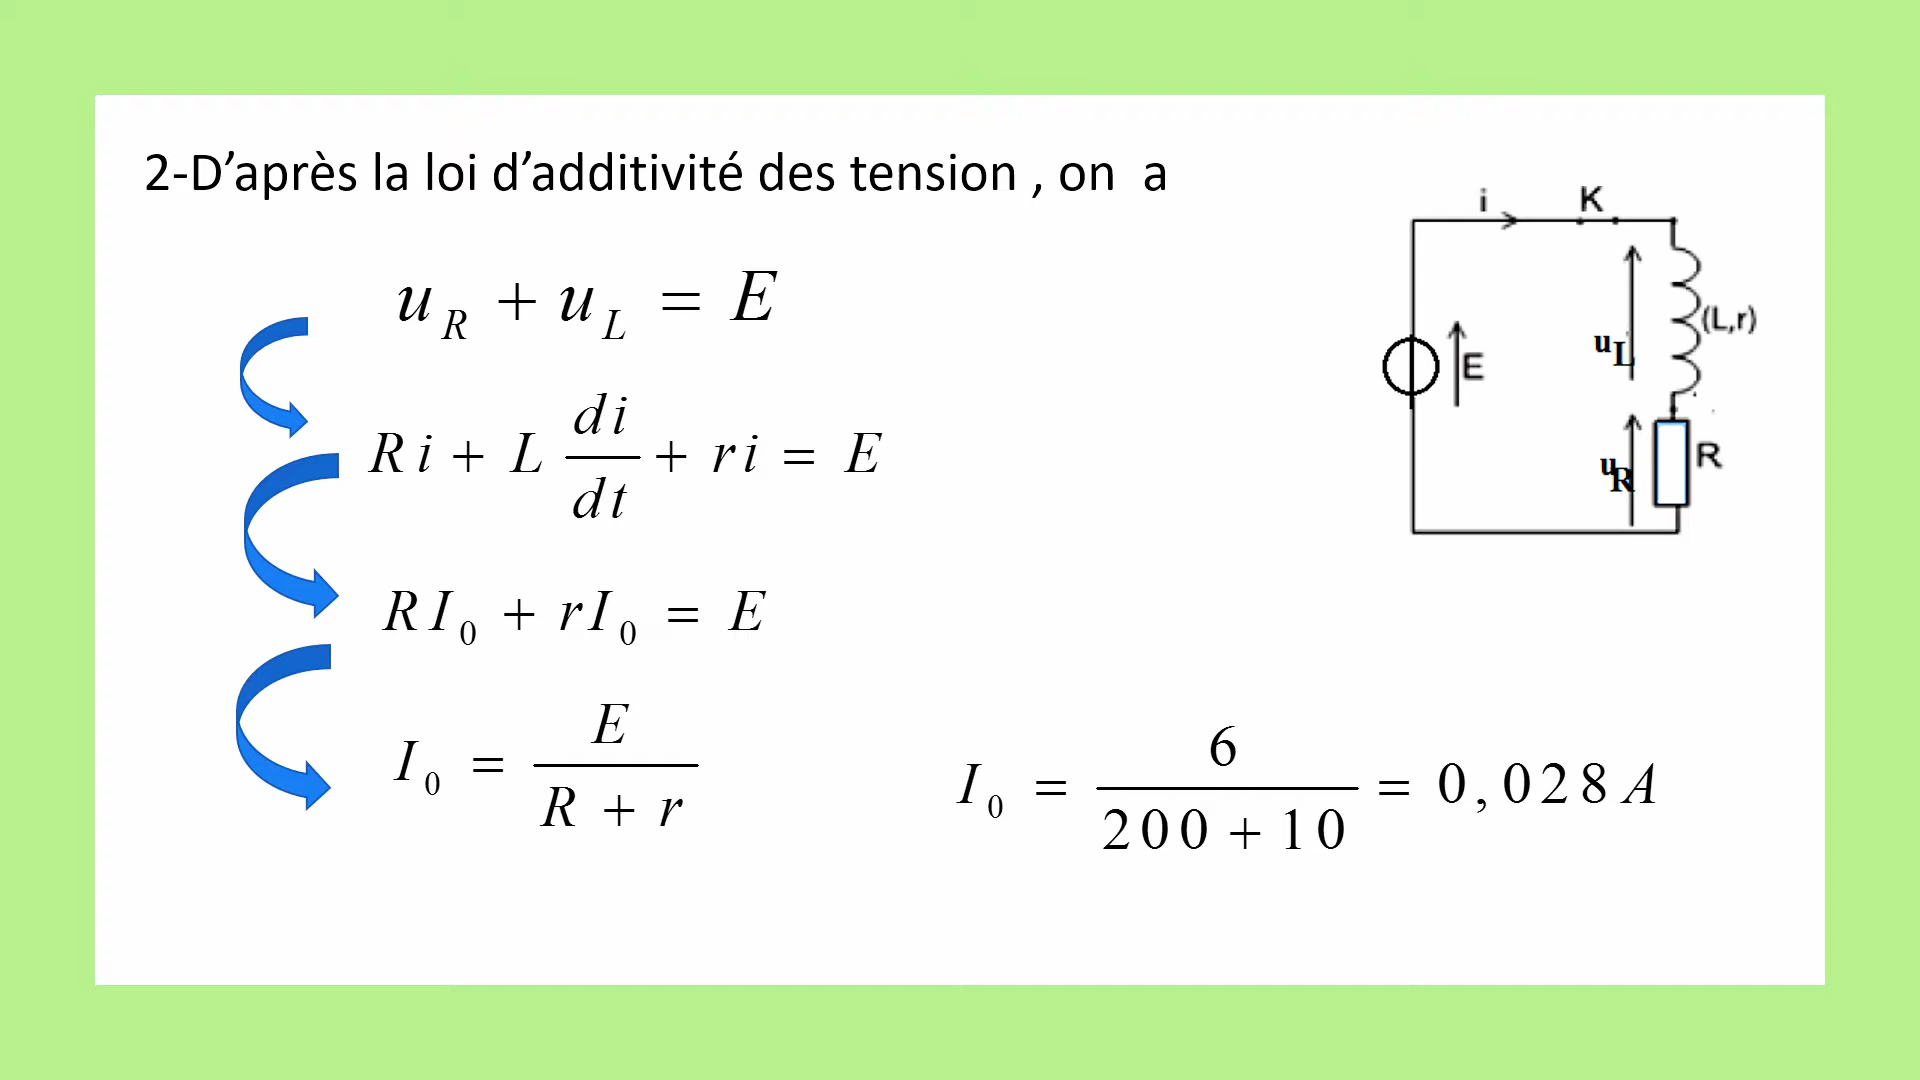 2-D’après la loi d’additivité des tension , on a
u_R + u_L = E
Ri + L di/dt + ri = E
RI_0 + rI_0 = E
I_0 = E/(R + r)
I_0 = 6/(200 + 10) = 0,028 A
i
K
(L,r)
u_L
E
u_R
R